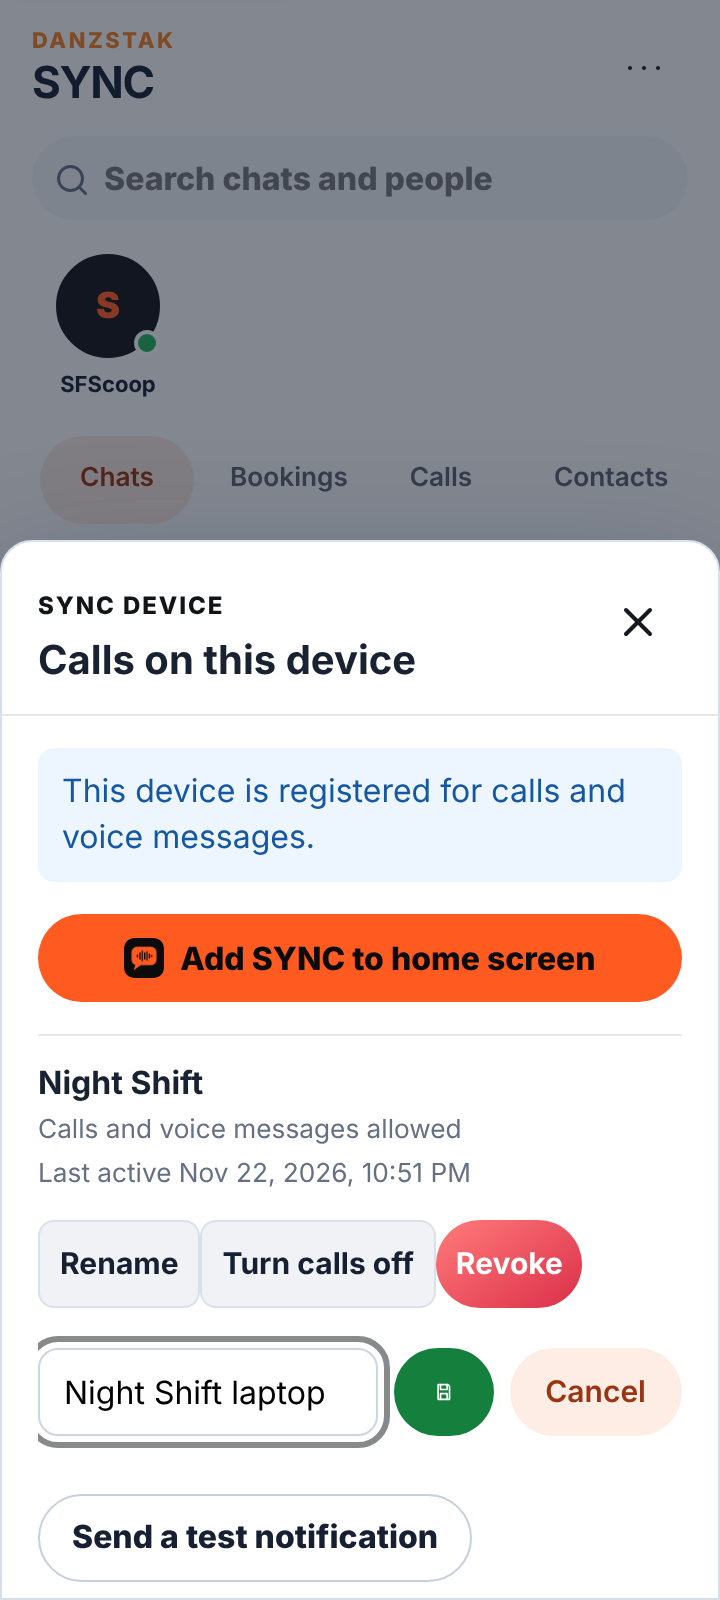 DANZSTAK
SYNC
Search chats and people
S
SFScoop
Chats Bookings Calls Contacts
SYNC DEVICE
Calls on this device
This device is registered for calls and
voice messages.
Add SYNC to home screen
Night Shift
Calls and voice messages allowed
Last active Nov 22, 2026, 10:51 PM
Rename Turn calls off Revoke
Night Shift laptop Cancel
Send a test notification